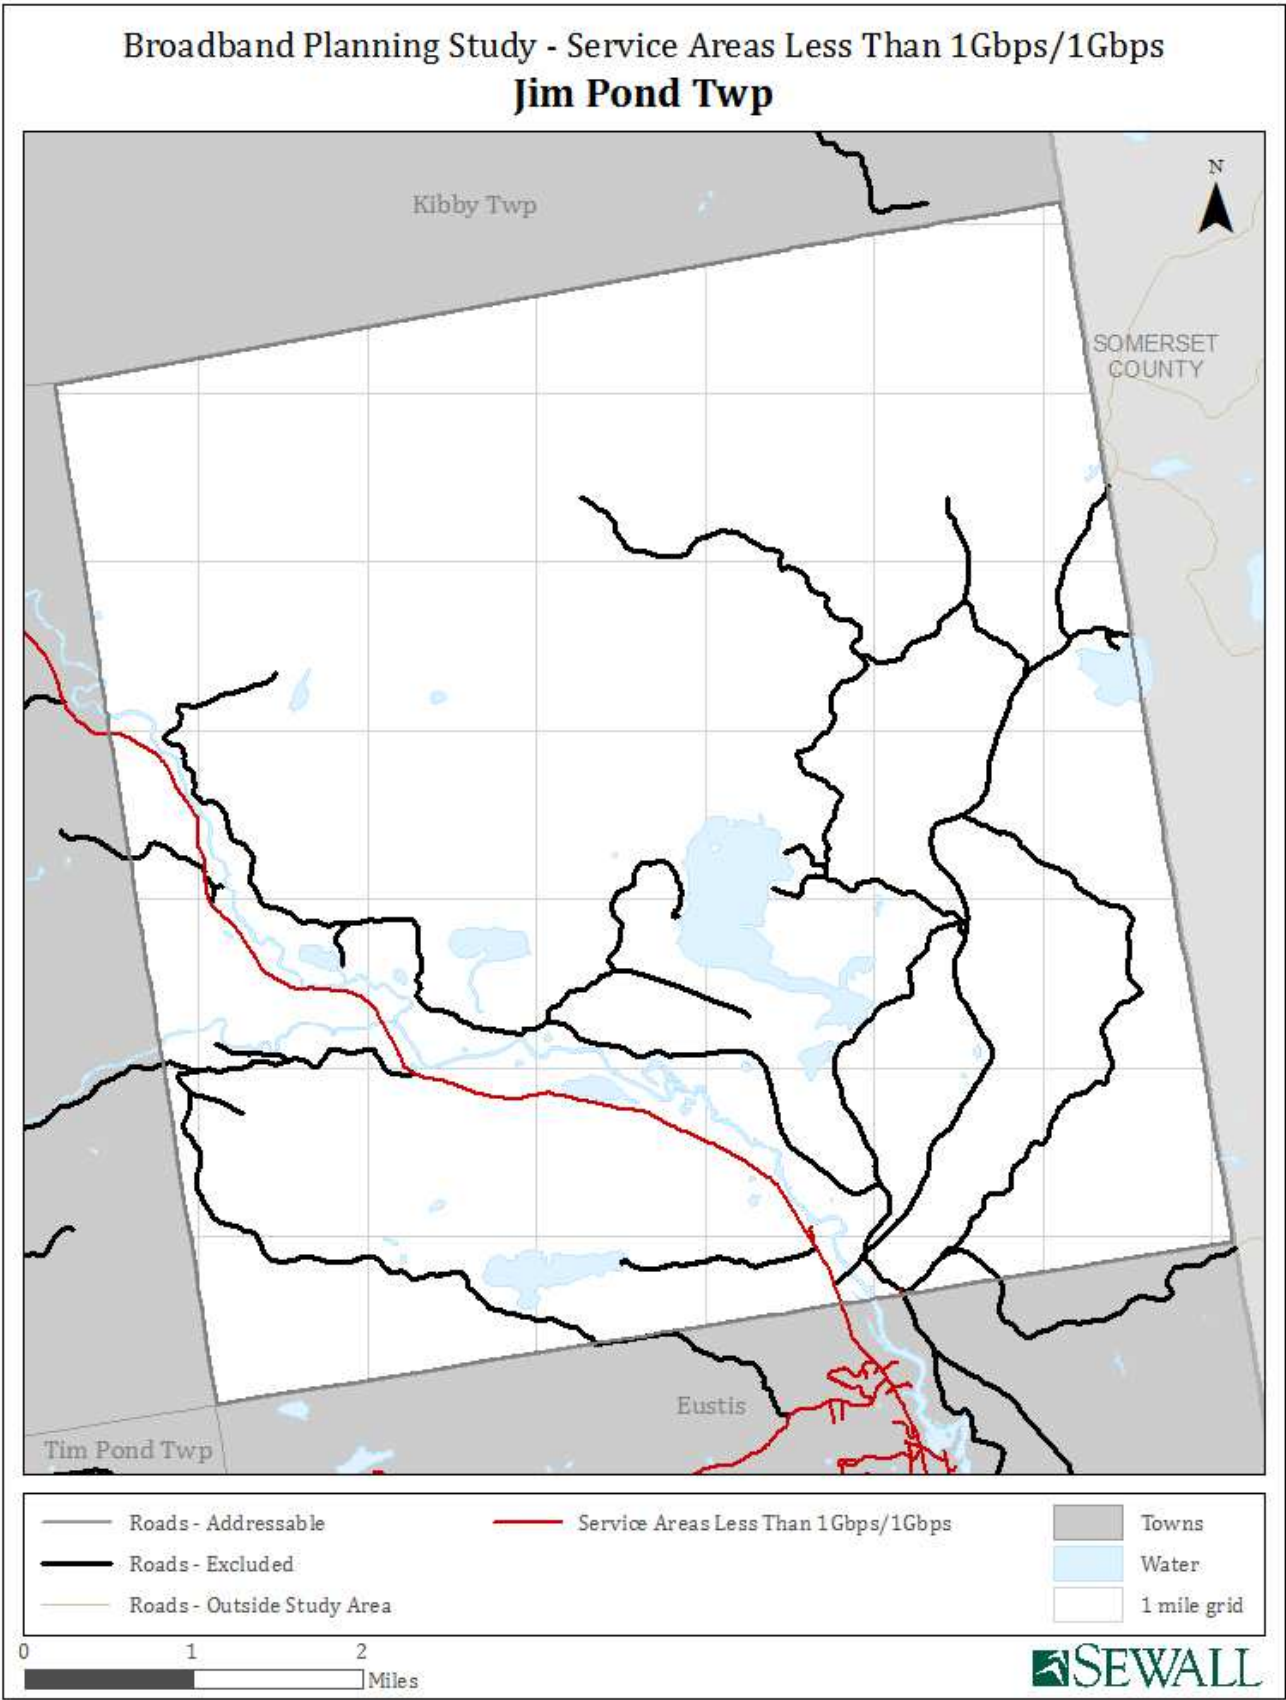 Broadband Planning Study - Service Areas Less Than 1Gbps/1Gbps
Jim Pond Twp
N
Kibby Twp
SOMERSET
COUNTY
Eustis
Tim Pond Twp
Roads - Addressable
Roads - Excluded
Roads - Outside Study Area
Service Areas Less Than 1Gbps/1Gbps
Towns
Water
1 mile grid
0 1 2
Miles
SEWALL